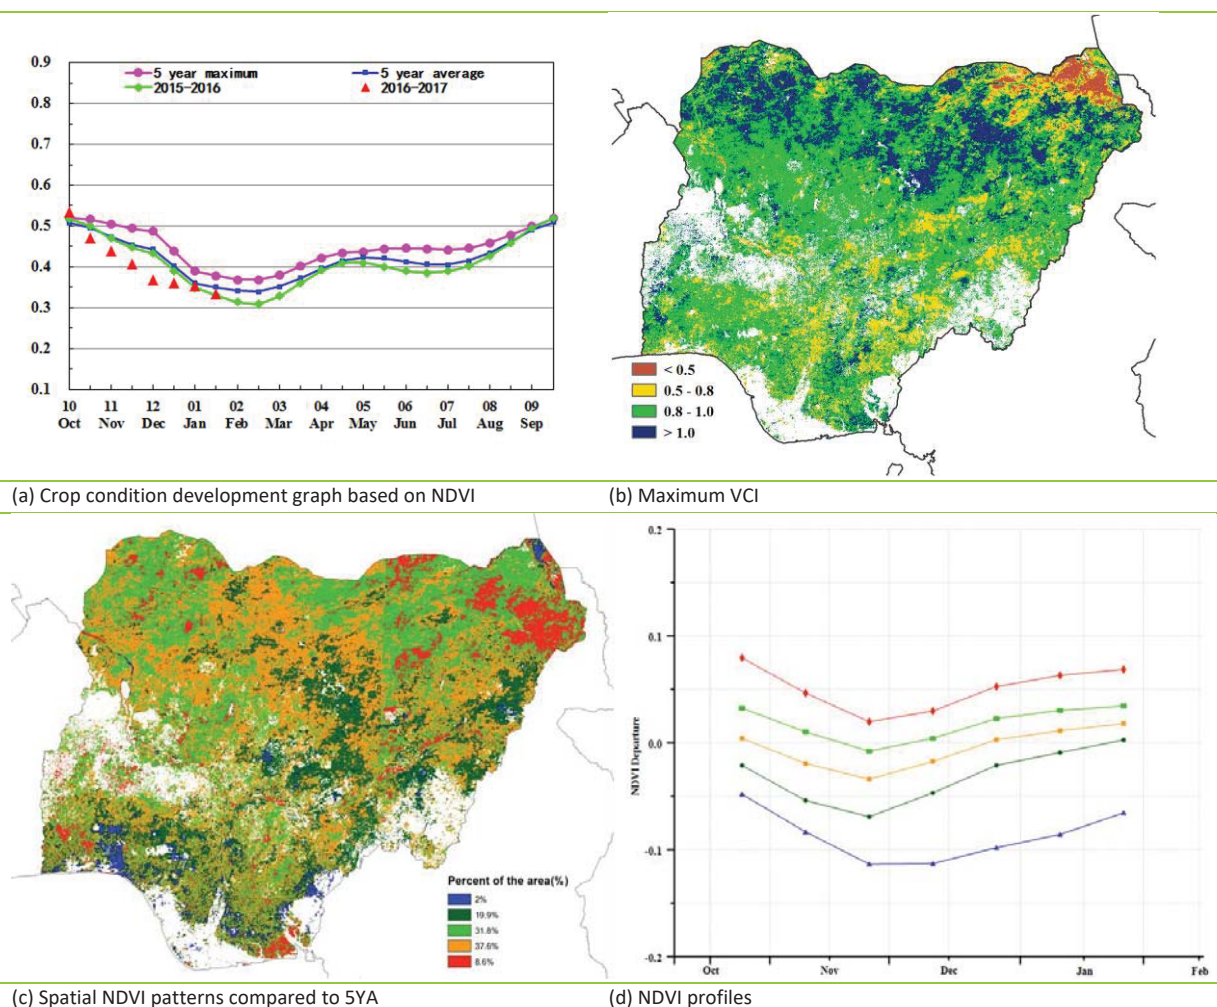 0.9
0.8
0.7
0.6
0.5
0.4
0.3
0.2
0.1
5 year maximum
5 year average
2015-2016
2016-2017
10 11 12 01 02 03 04 05 06 07 08 09
Oct Nov Dec Jan Feb Mar Apr May Jun Jul Aug Sep
< 0.5
0.5 - 0.8
0.8 - 1.0
> 1.0
(a) Crop condition development graph based on NDVI
(b) Maximum VCI
Percent of the area(%)
2%
19.9%
31.8%
37.6%
8.6%
0.2
0.1
0.0
-0.1
-0.2
NDVI Departure
Oct Nov Dec Jan Feb
(c) Spatial NDVI patterns compared to 5YA
(d) NDVI profiles